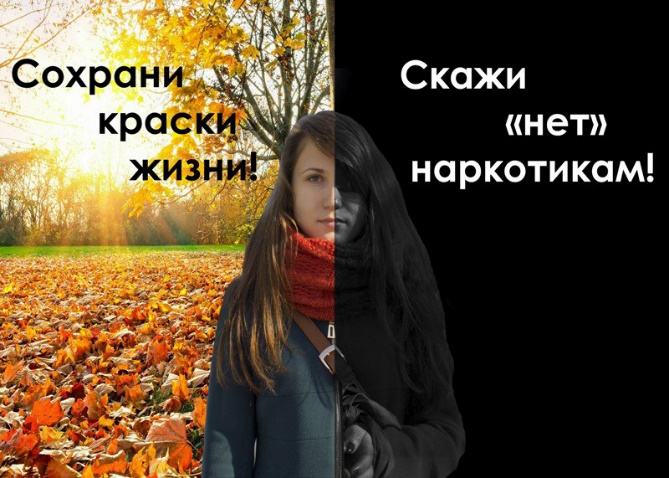 Сохрани
краски
жизни!
Скажи
«нет»
наркотикам!